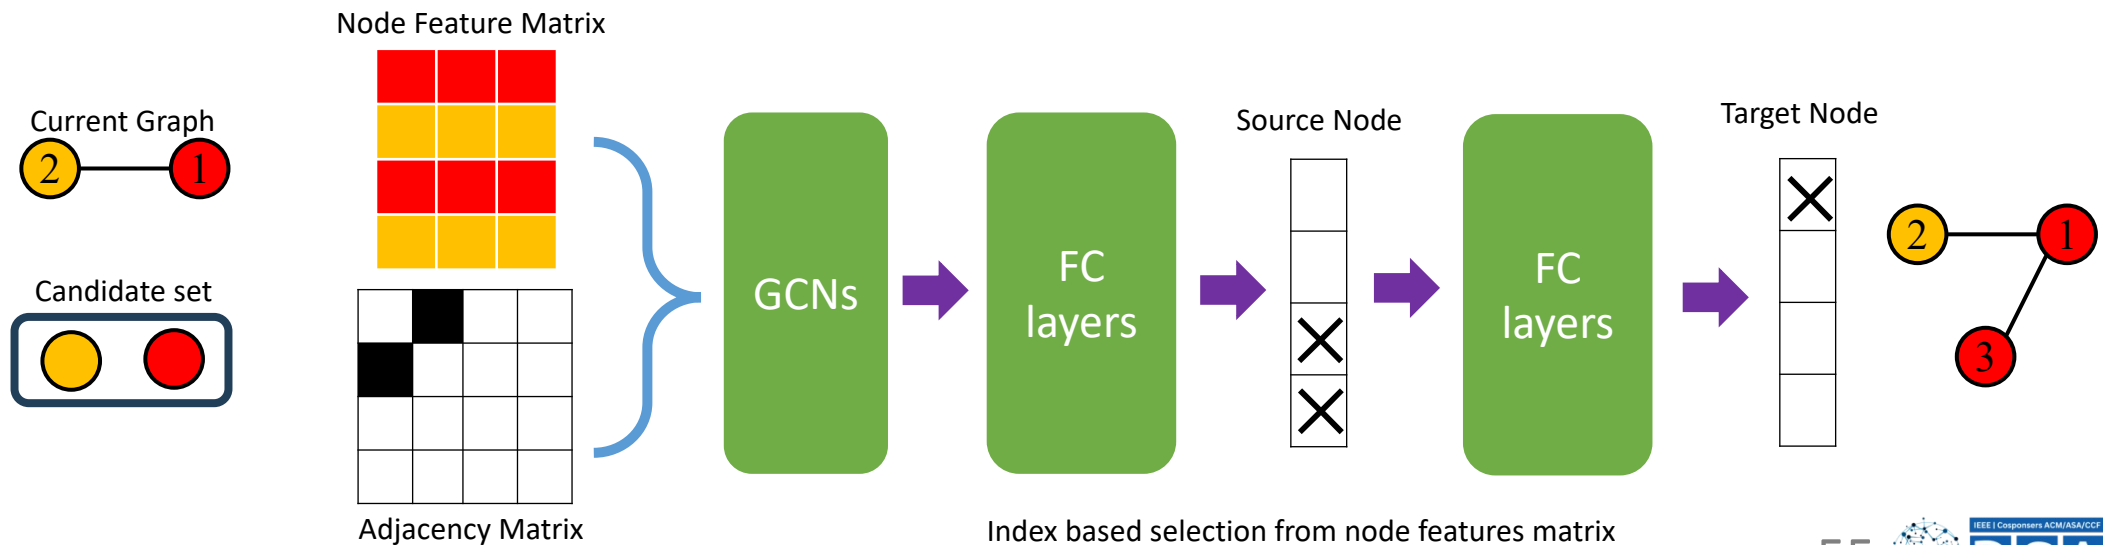 Node Feature Matrix
Current Graph
2
1
Candidate set
Adjacency Matrix
GCNs
FC
layers
Source Node
FC
layers
Target Node
2
1
3
Index based selection from node features matrix
IEEE | Cosponsers ACM/ASA/CCF